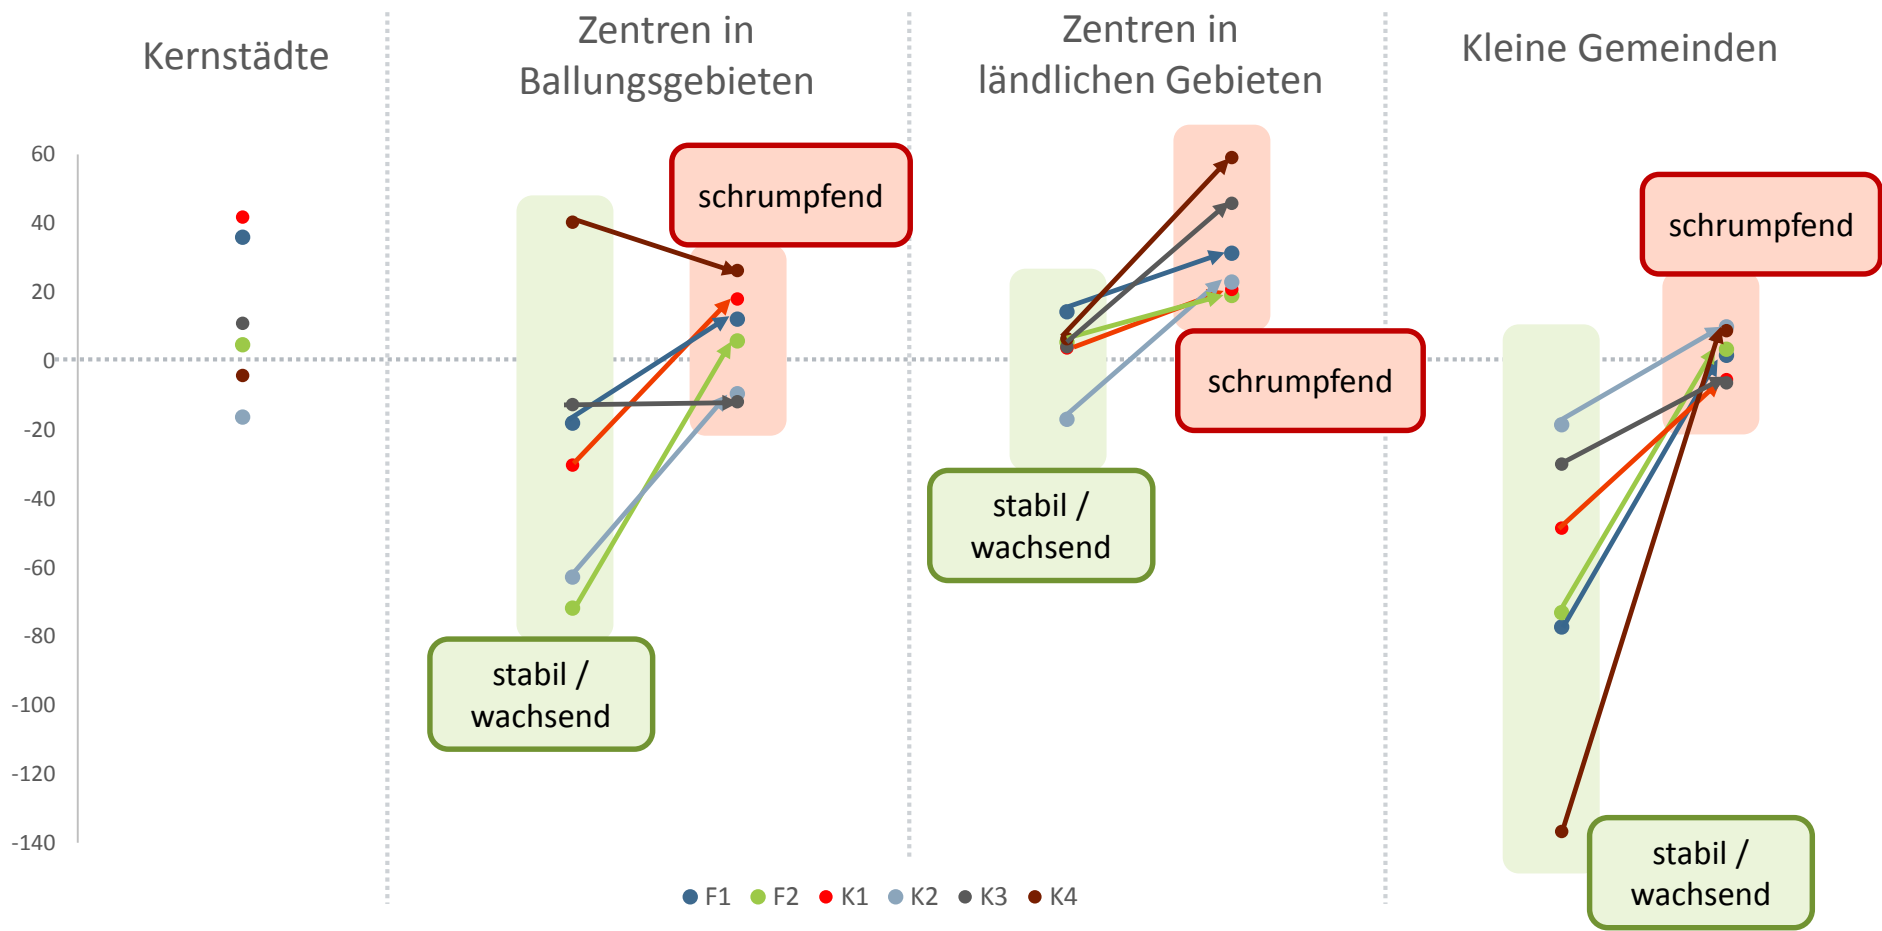 Kernstädte
Zentren in
Ballungsgebieten
Zentren in
ländlichen Gebieten
Kleine Gemeinden
60
40
20
0
-20
-40
-60
-80
-100
-120
-140
schrumpfend
stabil /
wachsend
schrumpfend
stabil /
wachsend
schrumpfend
stabil /
wachsend
F1 F2 K1 K2 K3 K4